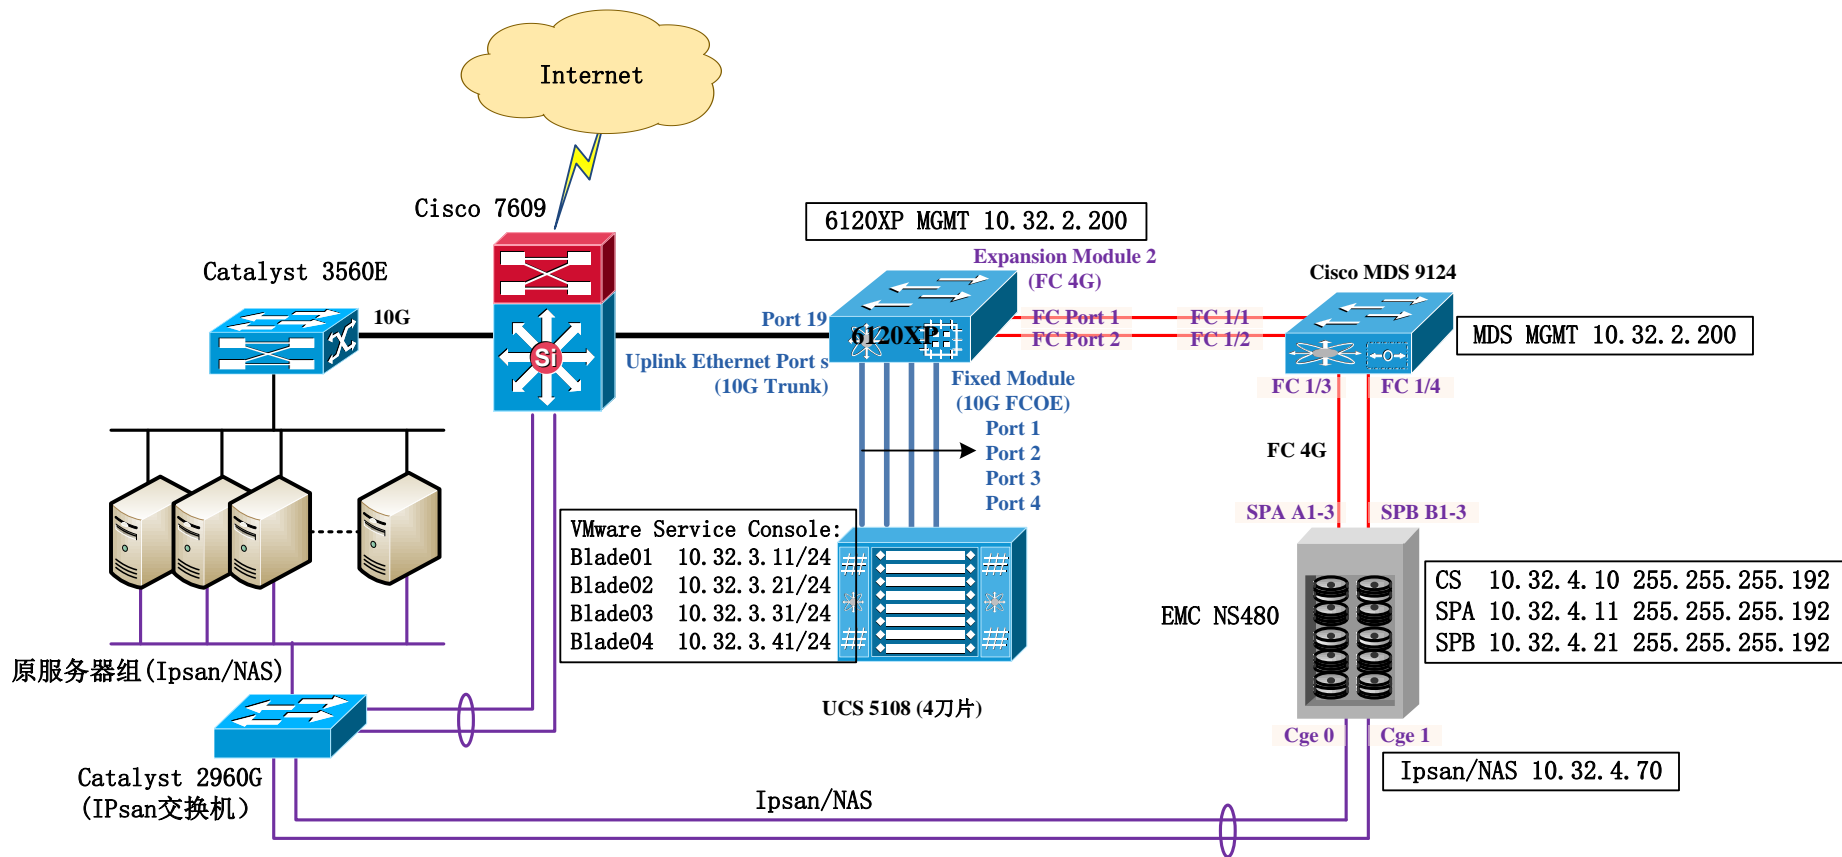 Internet
Cisco 7609
6120XP MGMT 10.32.2.200
Expansion Module 2
(FC 4G)
Catalyst 3560E
Cisco MDS 9124
10G
Port 19
FC Port 1
FC 1/1
6120XP
FC Port 2
FC 1/2
MDS MGMT 10.32.2.200
Si
Uplink Ethernet Port s
(10G Trunk)
Fixed Module
(10G FCOE)
Port 1
Port 2
Port 3
Port 4
FC 1/3
FC 1/4
FC 4G
SPA A1-3
SPB B1-3
VMware Service Console:
Blade01 10.32.3.11/24
Blade02 10.32.3.21/24
Blade03 10.32.3.31/24
Blade04 10.32.3.41/24
EMC NS480
CS 10.32.4.10 255.255.255.192
SPA 10.32.4.11 255.255.255.192
SPB 10.32.4.21 255.255.255.192
原服务器组(Ipsan/NAS)
UCS 5108 (4刀片)
Cge 0
Cge 1
Catalyst 2960G
(IPsan交换机)
Ipsan/NAS 10.32.4.70
Ipsan/NAS